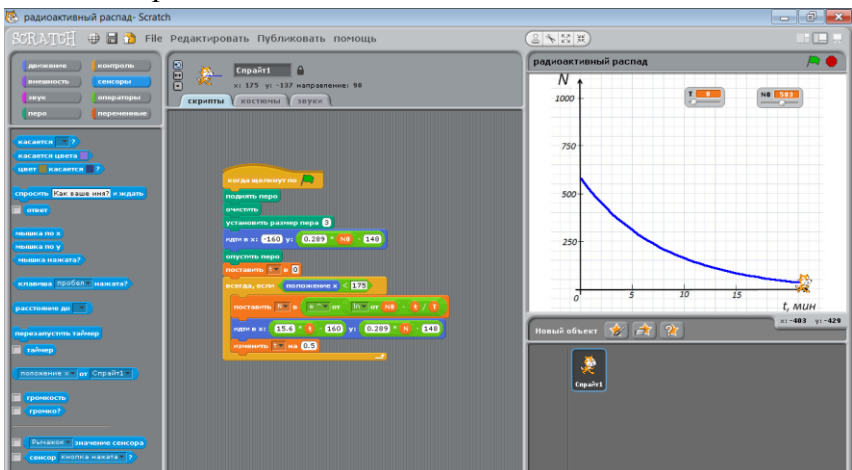 радиоактивный распад- Scratch
SCRATCH File Редактировать Публиковать помощь
движение контроль
внешность сенсоры
звук операторы
перо переменные
касается ?
касается цвета
цвет касается ?
спросить Как ваше имя? и ждать
ответ
мышка по x
мышка по y
мышка нажата?
клавиша пробел нажата?
расстояние до
перезапустить таймер
таймер
положение x от Спрайт1
громкость
громко?
Рычажок значение сенсора
сенсор кнопка нажата ?
Спрайт1
x: 175 y: -137 направление: 90
скрипты костюмы звуки
когда щелкнут по
поднять перо
очистить
установить размер пера 3
идти в x: -160 y: 0.289 * N0 - 148
опустить перо
поставить t в 0
всегда, если положение x < 175
поставить N в e ^ от ln от N0 - t / T
идти в x: 15.6 * t - 160 y: 0.289 * N - 148
изменить t на 0.5
радиоактивный распад
N
T 8 N0 583
1000
750
500
250
0 5 10 15
t, мин
x: -403 y: -429
Новый объект
Спрайт1